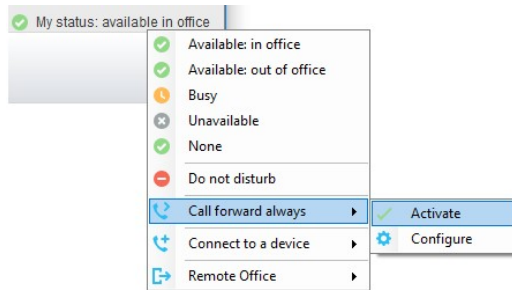 My status: available in office
Available: in office
Available: out of office
Busy
Unavailable
None
Do not disturb
Call forward always
Activate
Configure
Connect to a device
Remote Office